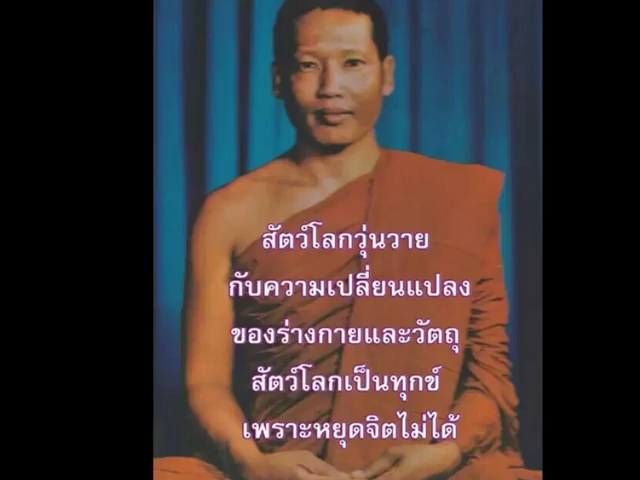 สัตว์โลกวุ่นวาย
กับความเปลี่ยนแปลง
ของร่างกายและวัตถุ
สัตว์โลกเป็นทุกข์
เพราะหยุดจิตไม่ได้